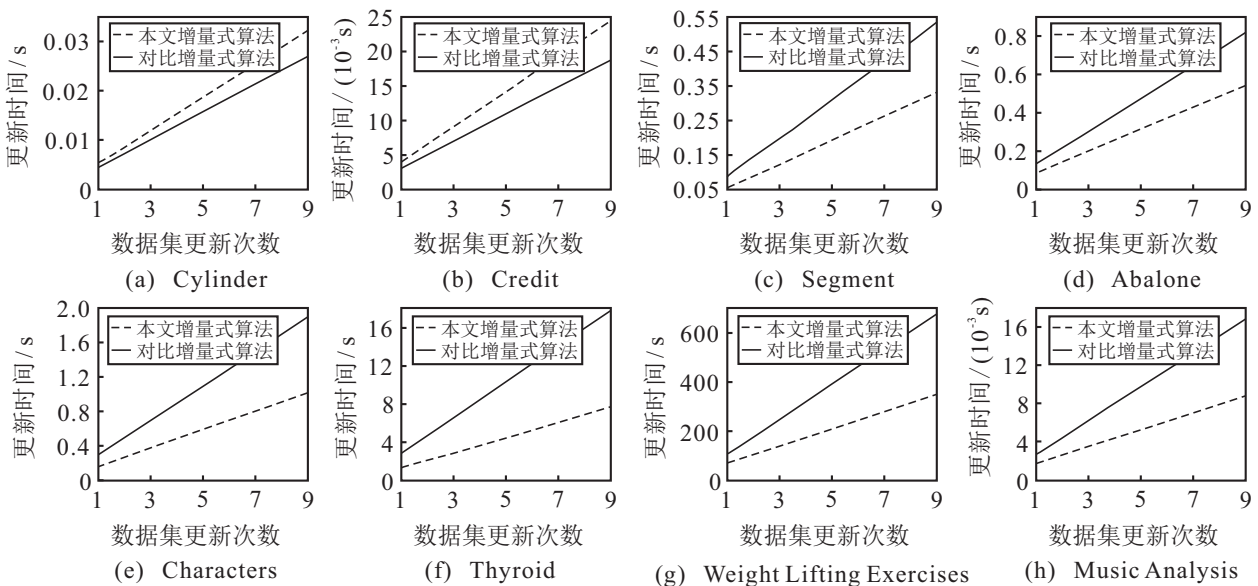 更新时间/s
0.03
0.02
0.01
0
本文增量式算法
对比增量式算法
1 3 5 7 9
数据集更新次数
(a) Cylinder
更新时间/(10⁻³s)
25
20
15
10
5
0
本文增量式算法
对比增量式算法
1 3 5 7 9
数据集更新次数
(b) Credit
更新时间/s
0.55
0.45
0.35
0.25
0.15
0.05
本文增量式算法
对比增量式算法
1 3 5 7 9
数据集更新次数
(c) Segment
更新时间/s
0.8
0.6
0.4
0.2
0
本文增量式算法
对比增量式算法
1 3 5 7 9
数据集更新次数
(d) Abalone
更新时间/s
2.0
1.6
1.2
0.8
0.4
0
本文增量式算法
对比增量式算法
1 3 5 7 9
数据集更新次数
(e) Characters
更新时间/s
16
12
8
4
0
本文增量式算法
对比增量式算法
1 3 5 7 9
数据集更新次数
(f) Thyroid
更新时间/s
600
400
200
0
本文增量式算法
对比增量式算法
1 3 5 7 9
数据集更新次数
(g) Weight Lifting Exercises
更新时间/(10⁻³s)
16
12
8
4
0
本文增量式算法
对比增量式算法
1 3 5 7 9
数据集更新次数
(h) Music Analysis